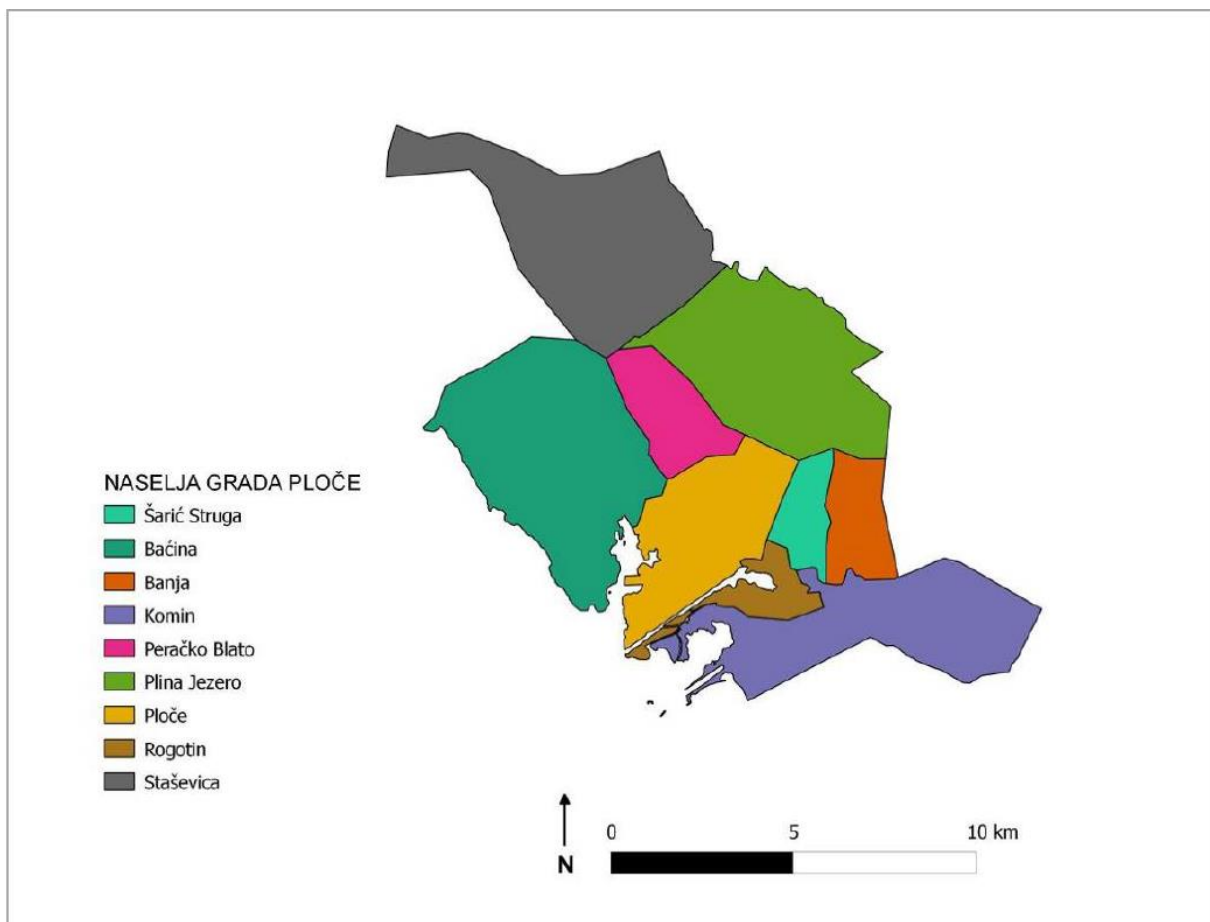 NASELJA GRADA PLOČE
Šarić Struga
Baćina
Banja
Komin
Peračko Blato
Plina Jezero
Ploče
Rogotin
Staševica
N
0 5 10 km